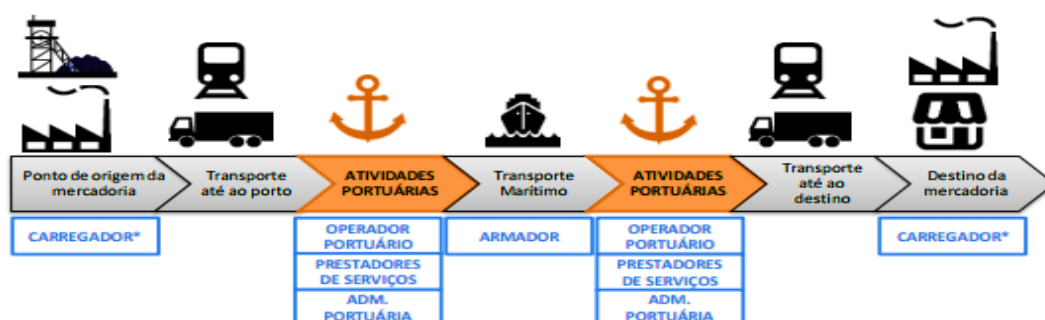 Ponto de origem da
mercadoria
Transporte
até ao porto
ATIVIDADES
PORTUÁRIAS
Transporte
Marítimo
ATIVIDADES
PORTUÁRIAS
Transporte
até ao
destino
Destino da
mercadoria
CARREGADOR*
OPERADOR
PORTUÁRIO
PRESTADORES
DE SERVIÇOS
ADM.
PORTUÁRIA
ARMADOR
OPERADOR
PORTUÁRIO
PRESTADORES
DE SERVIÇOS
ADM.
PORTUÁRIA
CARREGADOR*